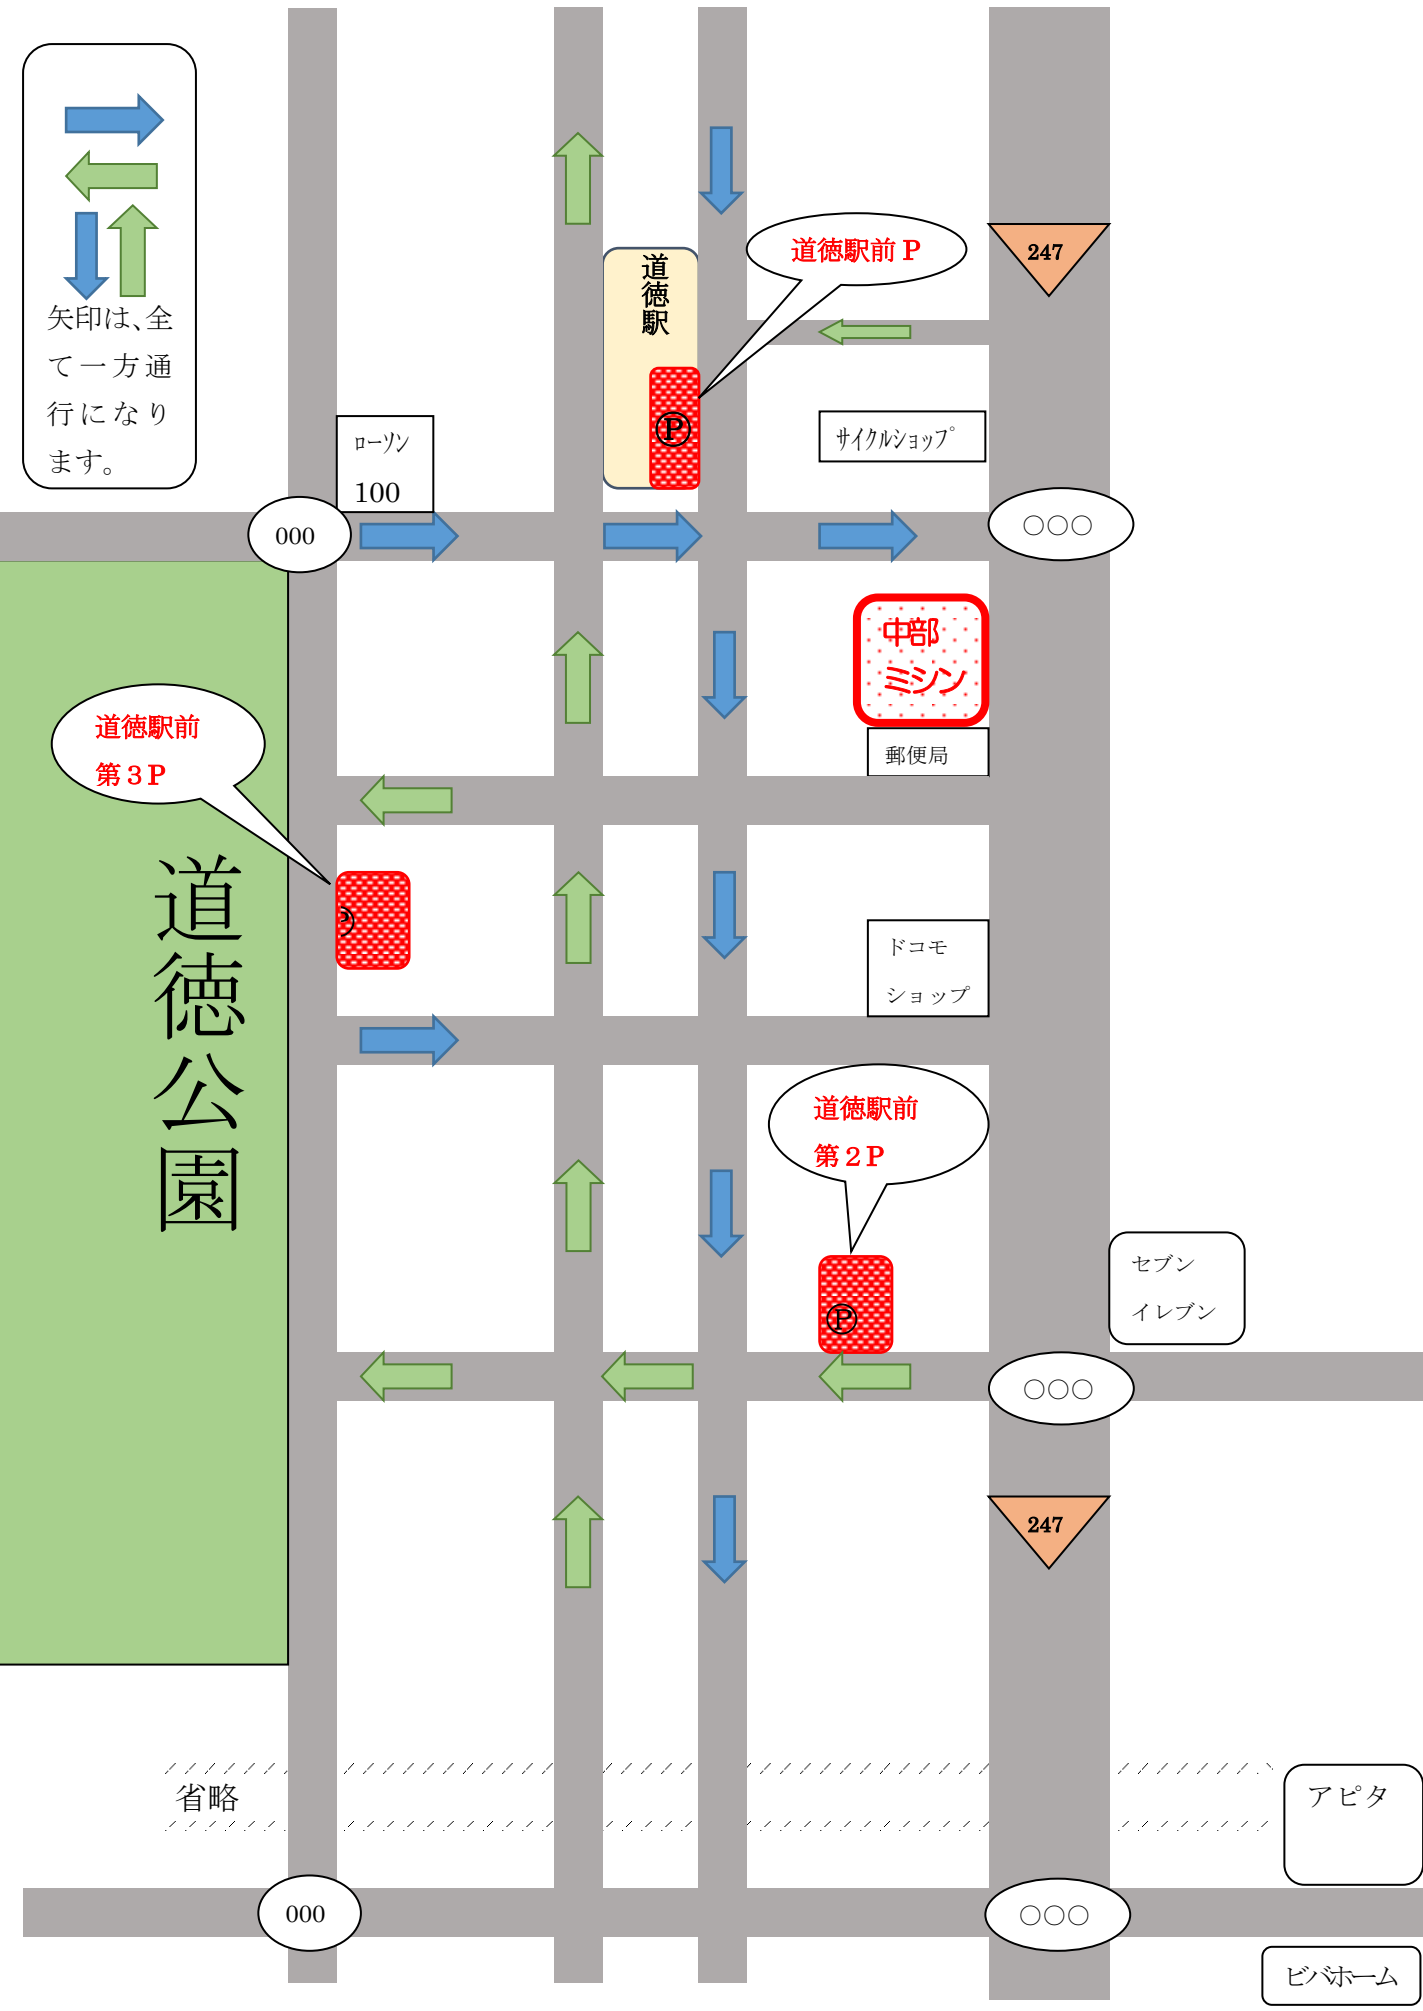 矢印は、全
て一方通
行になり
ます。
道徳駅
道徳駅前P
247
ローソン
100
Ⓟ
サイクルショップ
000
○○○
中部
ミシン
郵便局
道徳駅前
第3P
道徳公園
ドコモ
ショップ
道徳駅前
第2P
Ⓟ
セブン
イレブン
○○○
247
省略
アピタ
000
○○○
ビバホーム